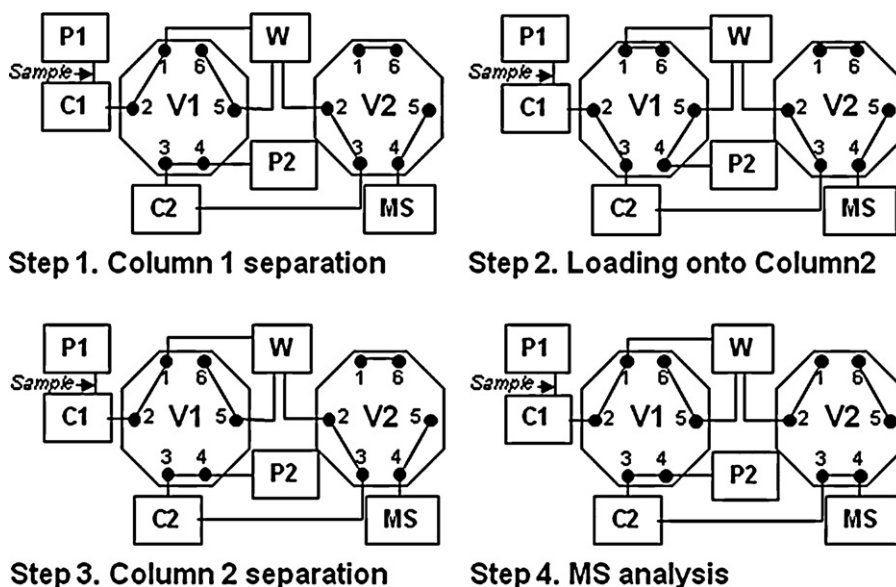 P1
W
Sample
1
6
1
6
C1
2
V1
5
2
V2
5
3
4
P2
3
4
C2
MS
Step 1. Column 1 separation
P1
W
Sample
1
6
1
6
C1
2
V1
5
2
V2
5
3
4
P2
3
4
C2
MS
Step 2. Loading onto Column2
P1
W
Sample
1
6
1
6
C1
2
V1
5
2
V2
5
3
4
P2
3
4
C2
MS
Step 3. Column 2 separation
P1
W
Sample
1
6
1
6
C1
2
V1
5
2
V2
5
3
4
P2
3
4
C2
MS
Step 4. MS analysis